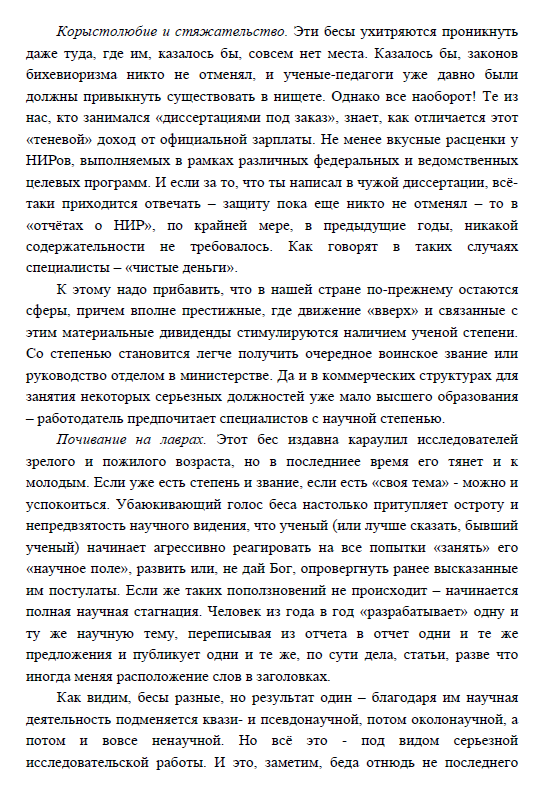 Корыстолюбие и стяжательство. Эти бесы ухитряются проникнуть
даже туда, где им, казалось бы, совсем нет места. Казалось бы, законов
бихевиоризма никто не отменял, и ученые-педагоги уже давно были
должны привыкнуть существовать в нищете. Однако все наоборот! Те из
нас, кто занимался «диссертациями под заказ», знает, как отличается этот
«теневой» доход от официальной зарплаты. Не менее вкусные расценки у
НИРов, выполняемых в рамках различных федеральных и ведомственных
целевых программ. И если за то, что ты написал в чужой диссертации, всё-
таки приходится отвечать – защиту пока еще никто не отменял – то в
«отчётах о НИР», по крайней мере, в предыдущие годы, никакой
содержательности не требовалось. Как говорят в таких случаях
специалисты – «чистые деньги».
К этому надо прибавить, что в нашей стране по-прежнему остаются
сферы, причем вполне престижные, где движение «вверх» и связанные с
этим материальные дивиденды стимулируются наличием ученой степени.
Со степенью становится легче получить очередное воинское звание или
руководство отделом в министерстве. Да и в коммерческих структурах для
занятия некоторых серьезных должностей уже мало высшего образования
– работодатель предпочитает специалистов с научной степенью.
Почивание на лаврах. Этот бес издавна караулил исследователей
зрелого и пожилого возраста, но в последниее время его тянет и к
молодым. Если уже есть степень и звание, если есть «своя тема» - можно и
успокоиться. Убаюкивающий голос беса настолько притупляет остроту и
непредвзятость научного видения, что ученый (или лучше сказать, бывший
ученый) начинает агрессивно реагировать на все попытки «занять» его
«научное поле», развить или, не дай Бог, опровергнуть ранее высказанные
им постулаты. Если же таких поползновений не происходит – начинается
полная научная стагнация. Человек из года в год «разрабатывает» одну и
ту же научную тему, переписывая из отчета в отчет одни и те же
предложения и публикует одни и те же, по сути дела, статьи, разве что
иногда меняя расположение слов в заголовках.
Как видим, бесы разные, но результат один – благодаря им научная
деятельность подменяется квази- и псевдонаучной, потом околонаучной, а
потом и вовсе ненаучной. Но всё это - под видом серьезной
исследовательской работы. И это, заметим, беда отнюдь не последнего